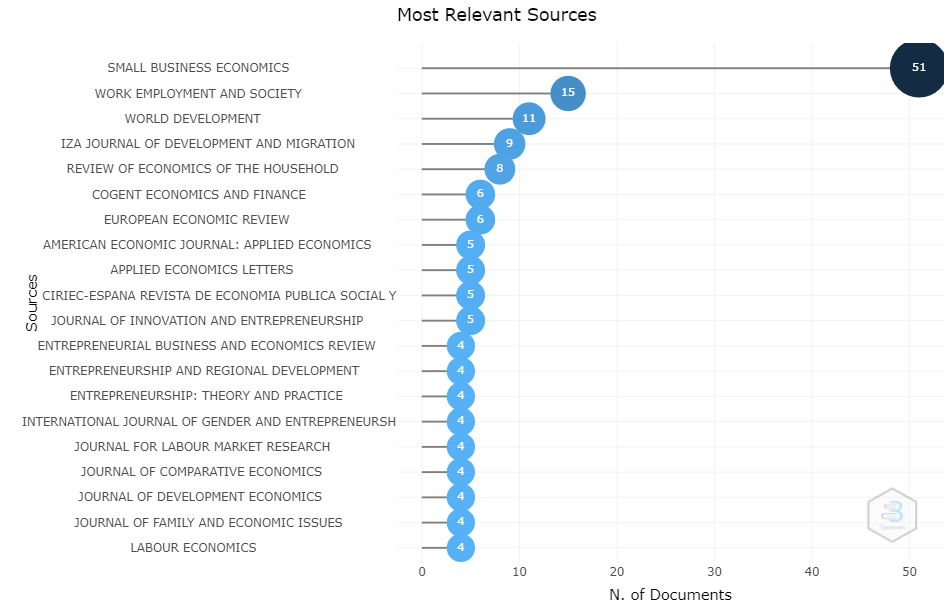 Most Relevant Sources
SMALL BUSINESS ECONOMICS 51
WORK EMPLOYMENT AND SOCIETY 15
WORLD DEVELOPMENT 11
IZA JOURNAL OF DEVELOPMENT AND MIGRATION 9
REVIEW OF ECONOMICS OF THE HOUSEHOLD 8
COGENT ECONOMICS AND FINANCE 6
EUROPEAN ECONOMIC REVIEW 6
AMERICAN ECONOMIC JOURNAL: APPLIED ECONOMICS 5
APPLIED ECONOMICS LETTERS 5
CIRIEC-ESPANA REVISTA DE ECONOMIA PUBLICA SOCIAL Y 5
JOURNAL OF INNOVATION AND ENTREPRENEURSHIP 5
ENTREPRENEURIAL BUSINESS AND ECONOMICS REVIEW 4
ENTREPRENEURSHIP AND REGIONAL DEVELOPMENT 4
ENTREPRENEURSHIP: THEORY AND PRACTICE 4
INTERNATIONAL JOURNAL OF GENDER AND ENTREPRENEURSH 4
JOURNAL FOR LABOUR MARKET RESEARCH 4
JOURNAL OF COMPARATIVE ECONOMICS 4
JOURNAL OF DEVELOPMENT ECONOMICS 4
JOURNAL OF FAMILY AND ECONOMIC ISSUES 4
LABOUR ECONOMICS 4
Sources
0 10 20 30 40 50
N. of Documents